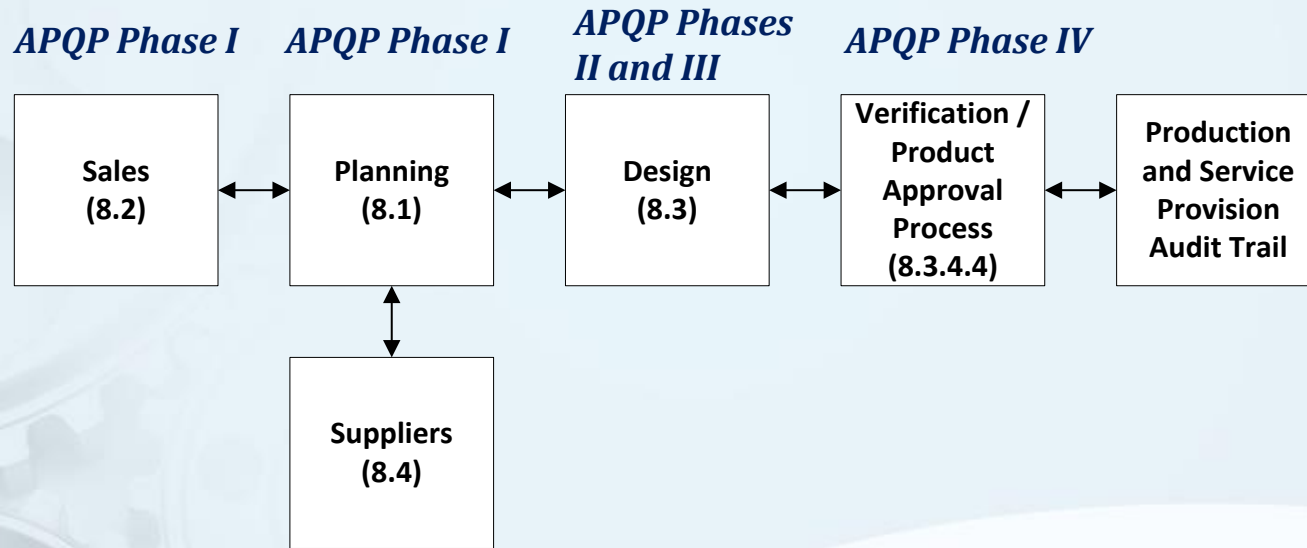 APQP Phase I
APQP Phase I
APQP Phases
II and III
APQP Phase IV
Sales
(8.2)
Planning
(8.1)
Design
(8.3)
Verification /
Product
Approval
Process
(8.3.4.4)
Production
and Service
Provision
Audit Trail
Suppliers
(8.4)